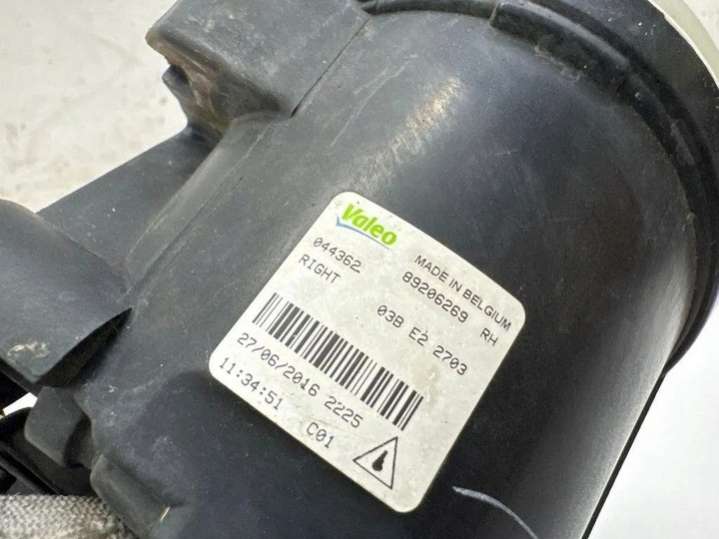 Valeo
MADE IN BELGIUM
044362 89206269 RH
RIGHT
03B E2 2703
27/06/2016 2225
11:34:51 C01